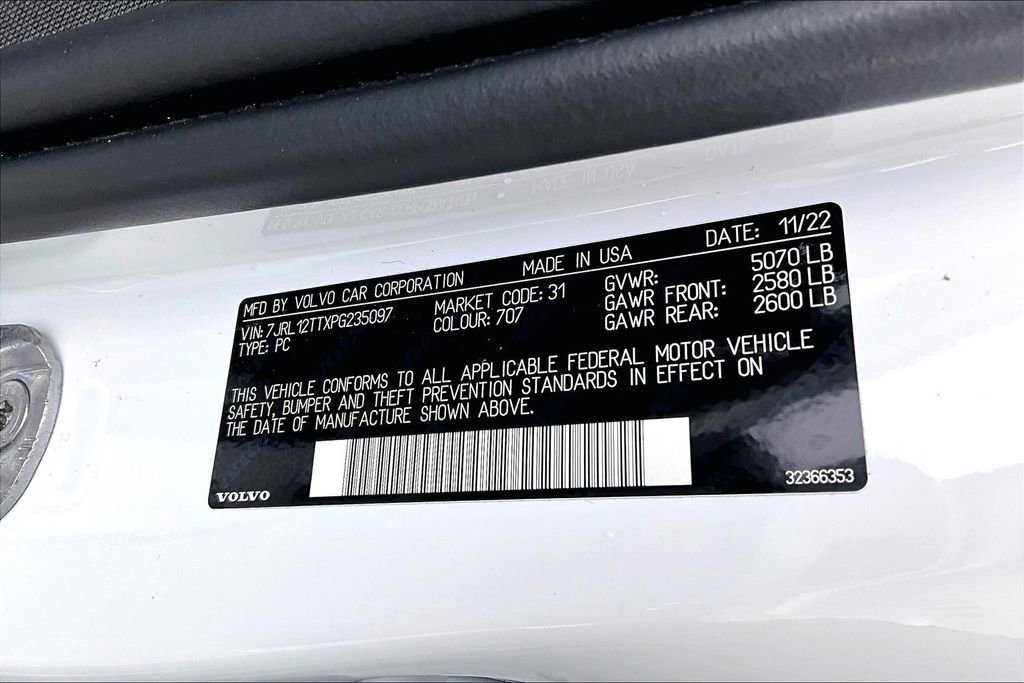 MFD BY VOLVO CAR CORPORATION MADE IN USA DATE: 11/22
VIN: 7JRL12TTXPG235097 MARKET CODE: 31 GVWR: 5070 LB
TYPE: PC COLOUR: 707 GAWR FRONT: 2580 LB
GAWR REAR: 2600 LB
THIS VEHICLE CONFORMS TO ALL APPLICABLE FEDERAL MOTOR VEHICLE
SAFETY, BUMPER AND THEFT PREVENTION STANDARDS IN EFFECT ON
THE DATE OF MANUFACTURE SHOWN ABOVE.
VOLVO 32366353